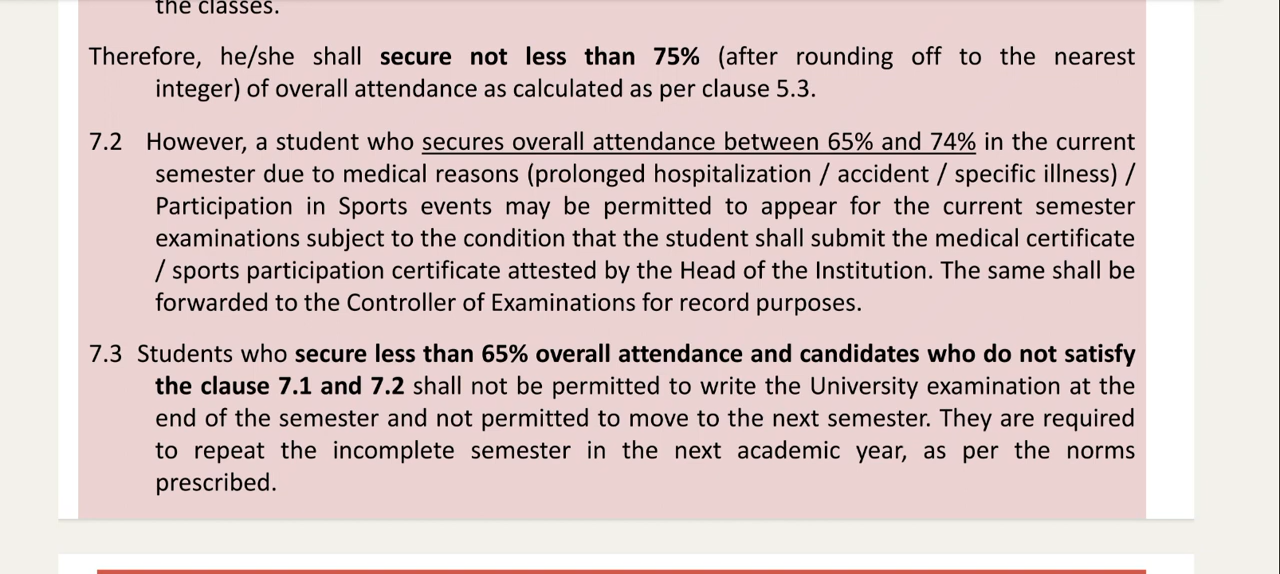 the classes.
Therefore, he/she shall secure not less than 75% (after rounding off to the nearest
integer) of overall attendance as calculated as per clause 5.3.
7.2 However, a student who secures overall attendance between 65% and 74% in the current
semester due to medical reasons (prolonged hospitalization / accident / specific illness) /
Participation in Sports events may be permitted to appear for the current semester
examinations subject to the condition that the student shall submit the medical certificate
/ sports participation certificate attested by the Head of the Institution. The same shall be
forwarded to the Controller of Examinations for record purposes.
7.3 Students who secure less than 65% overall attendance and candidates who do not satisfy
the clause 7.1 and 7.2 shall not be permitted to write the University examination at the
end of the semester and not permitted to move to the next semester. They are required
to repeat the incomplete semester in the next academic year, as per the norms
prescribed.